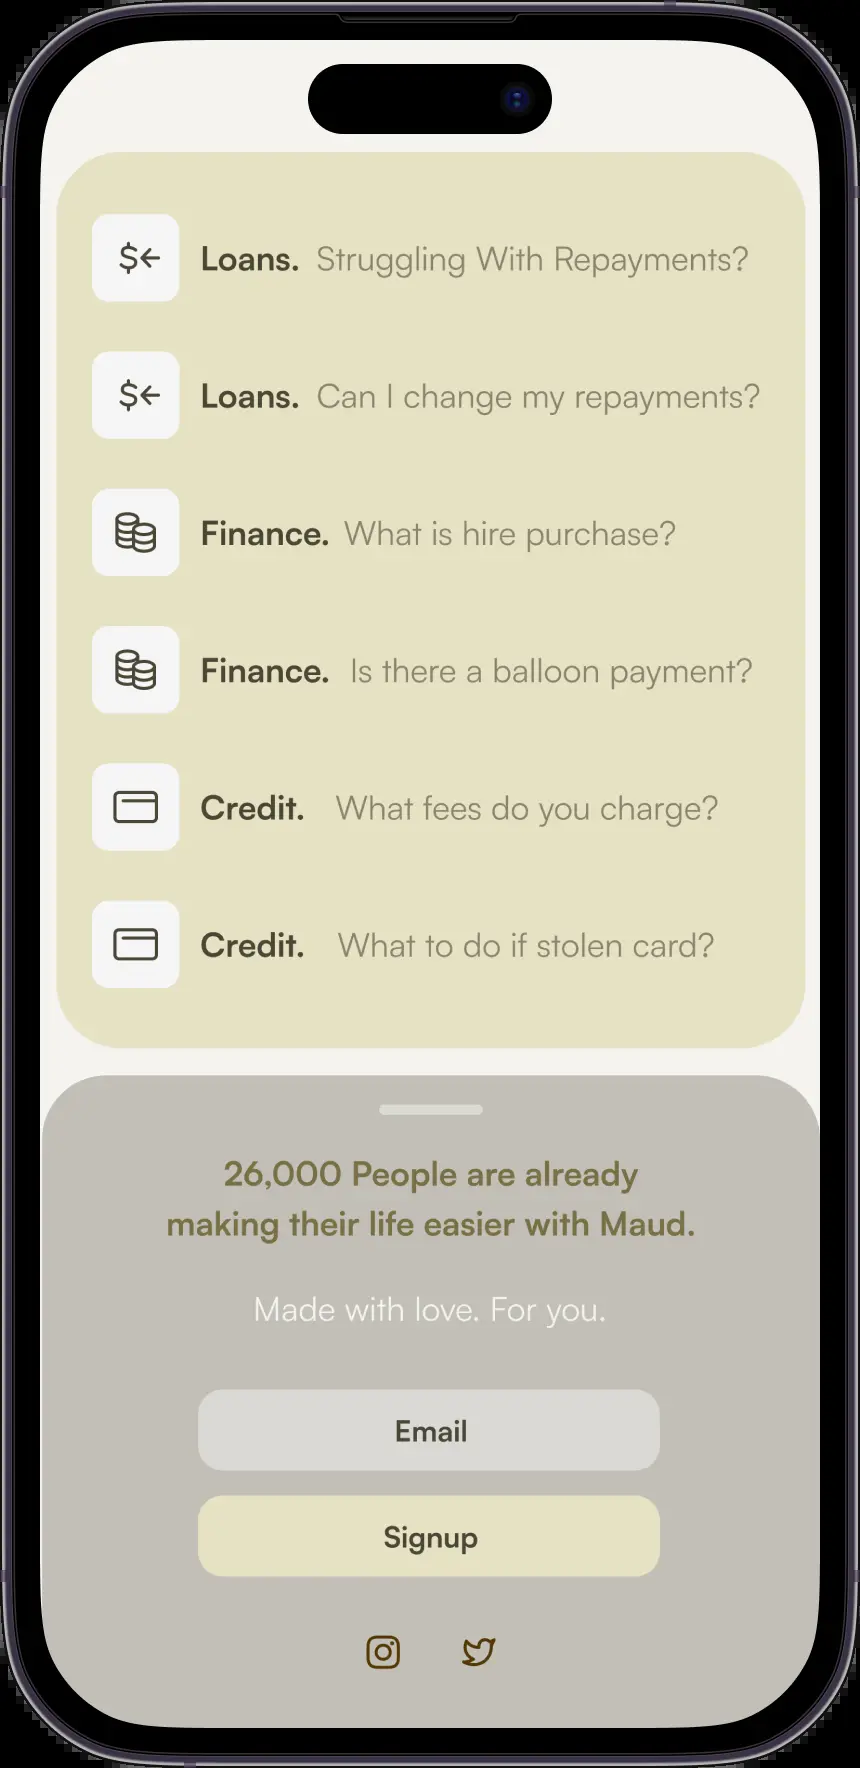 Loans. Struggling With Repayments?
Loans. Can I change my repayments?
Finance. What is hire purchase?
Finance. Is there a balloon payment?
Credit. What fees do you charge?
Credit. What to do if stolen card?
26,000 People are already
making their life easier with Maud.
Made with love. For you.
Email
Signup